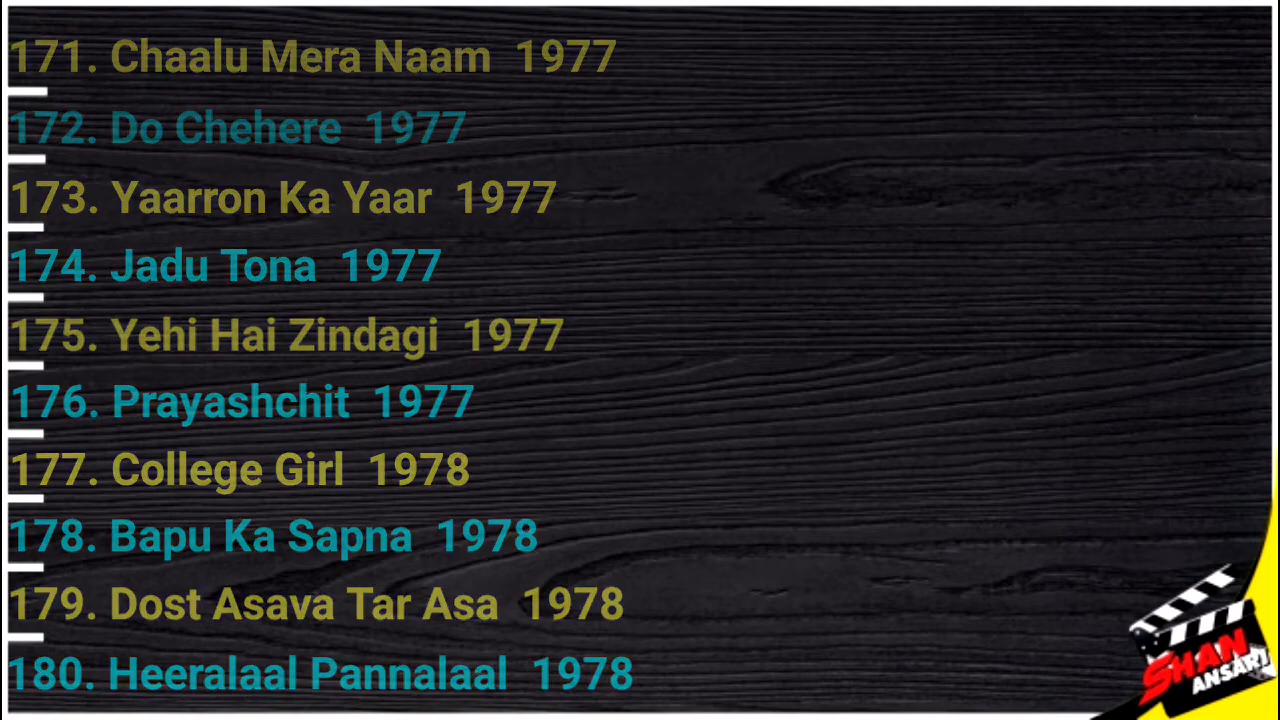 171. Chaalu Mera Naam 1977
172. Do Chehere 1977
173. Yaarron Ka Yaar 1977
174. Jadu Tona 1977
175. Yehi Hai Zindagi 1977
176. Prayashchit 1977
177. College Girl 1978
178. Bapu Ka Sapna 1978
179. Dost Asava Tar Asa 1978
180. Heeralaal Pannalaal 1978
SHAN
ANSARI